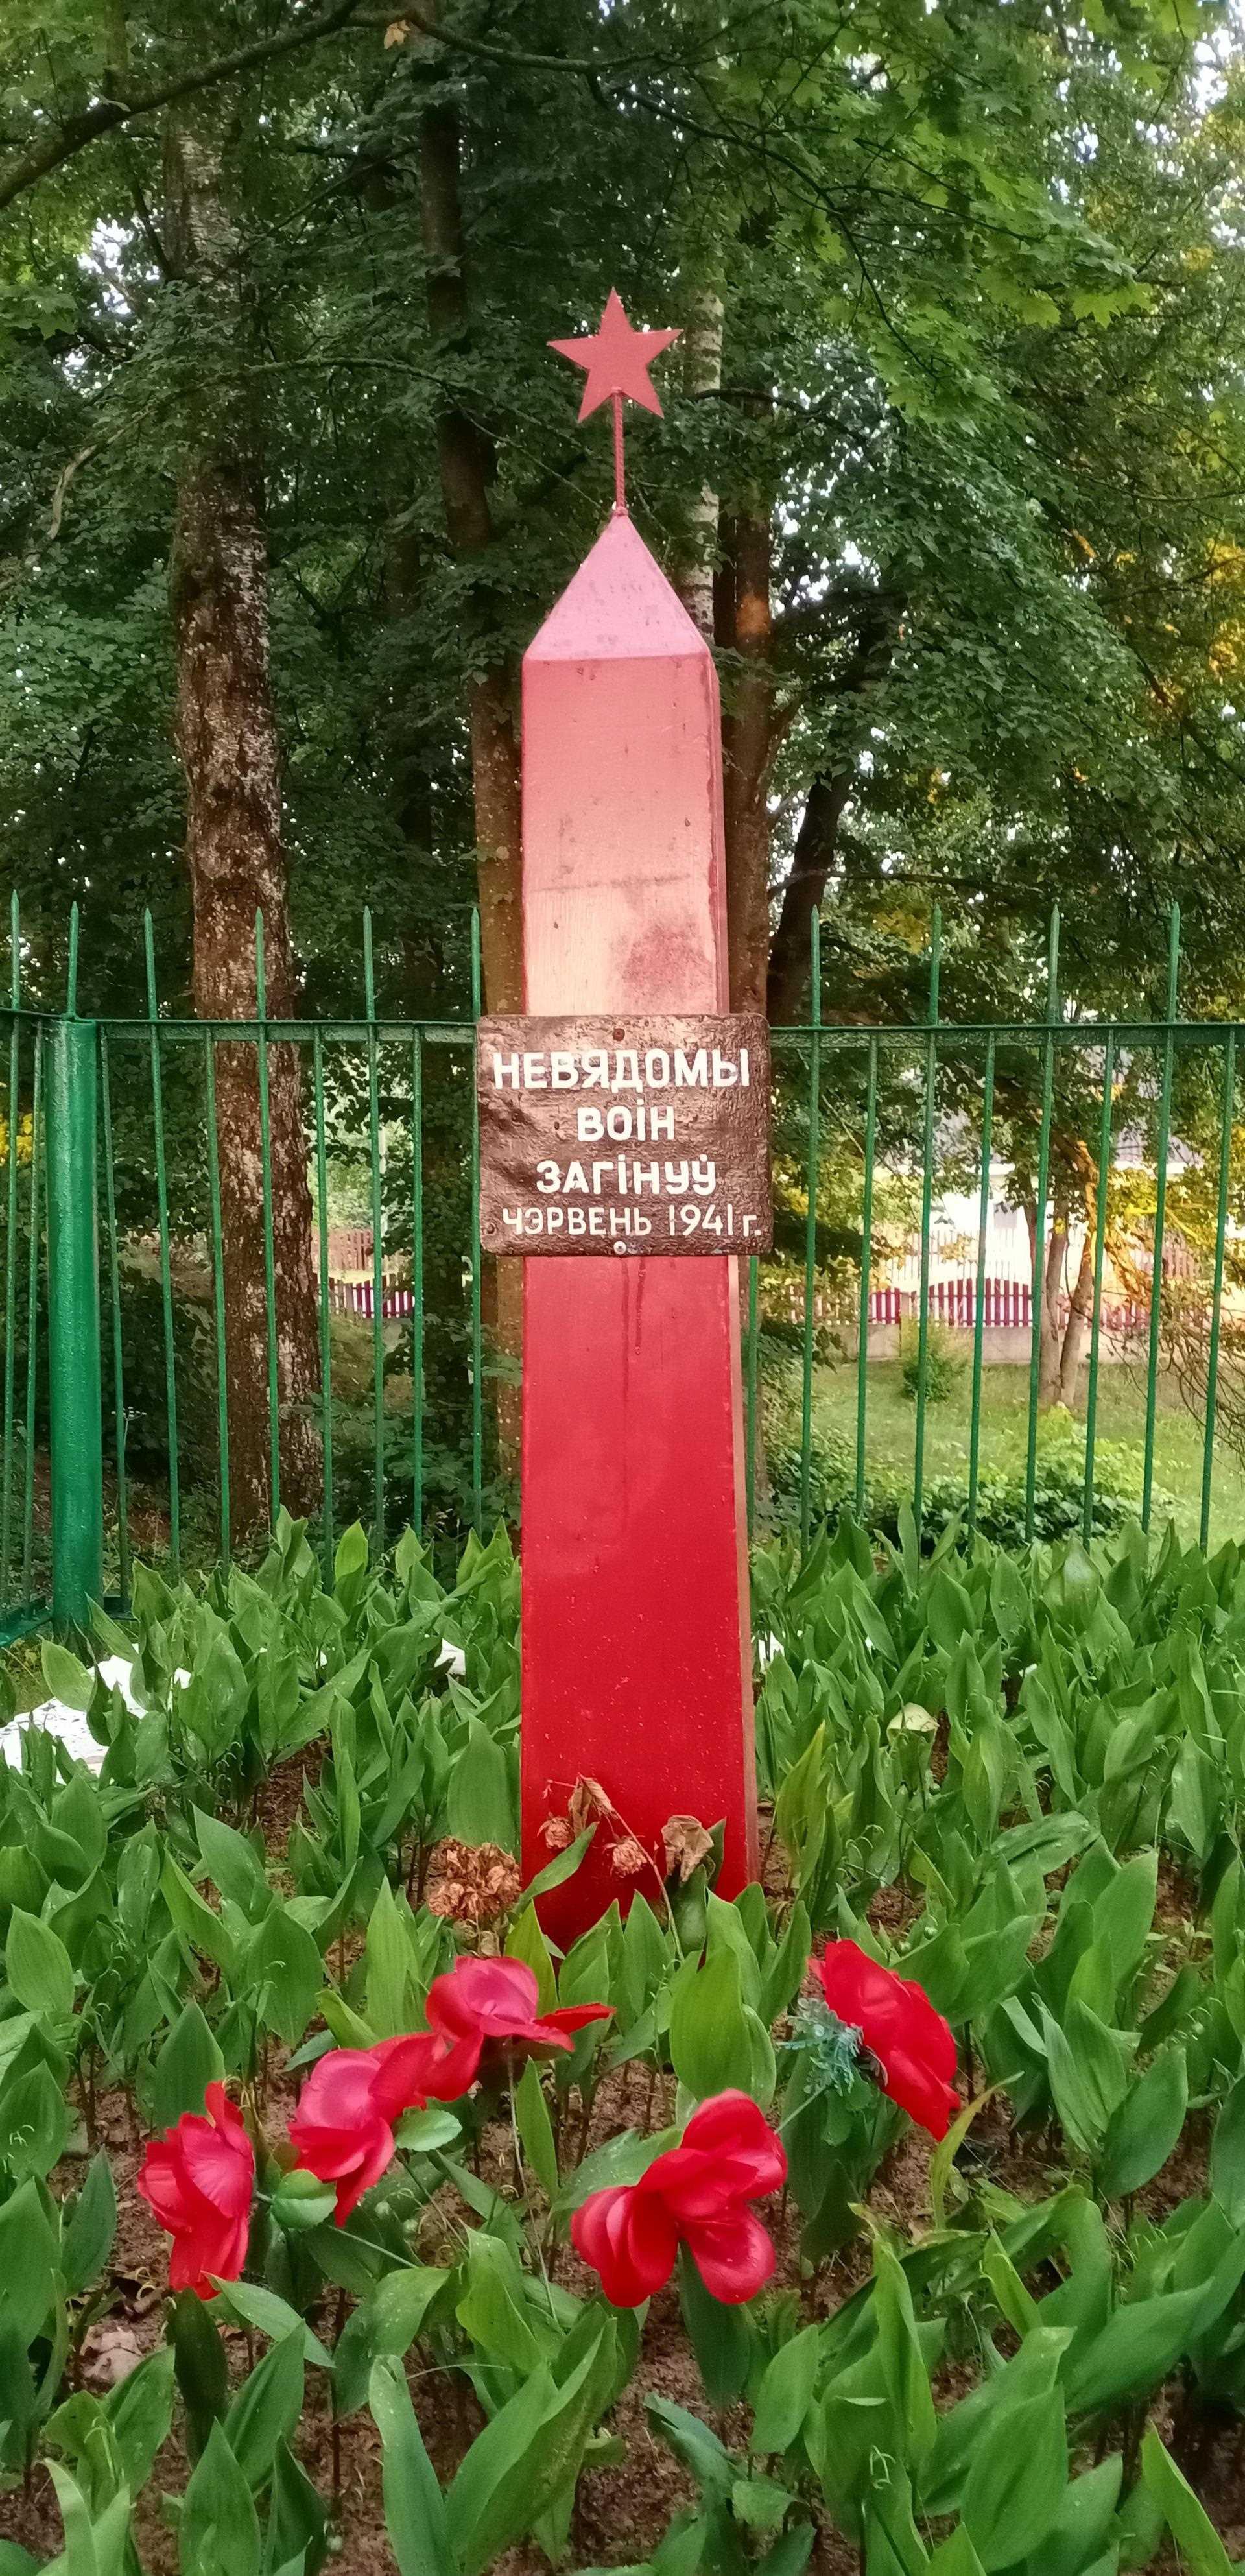 НЕВЯДОМЫ
ВОІН
ЗАГІНУЎ
ЧЭРВЕНЬ 1941 г.